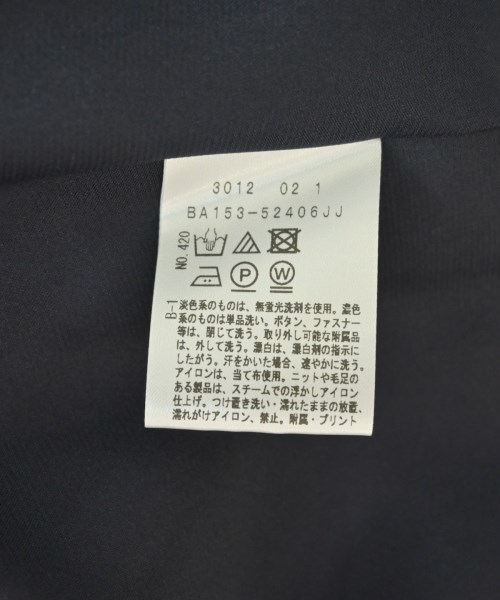 3012 02 1
BA153-52406JJ
NO.420
P W
B-1
淡色系のものは、無蛍光洗剤を使用。濃色
系のものは単品洗い。ボタン、ファスナー
等は、閉じて洗う。取り外し可能な附属品
は、外して洗う。漂白は、漂白剤の指示に
したがう。汗をかいた場合、速やかに洗う。
アイロンは、当て布使用。ニットや毛足の
ある製品は、スチームでの浮かしアイロン
仕上げ。つけ置き洗い・濡れたままの放置、
濡れがけアイロン、禁止。附属・プリント